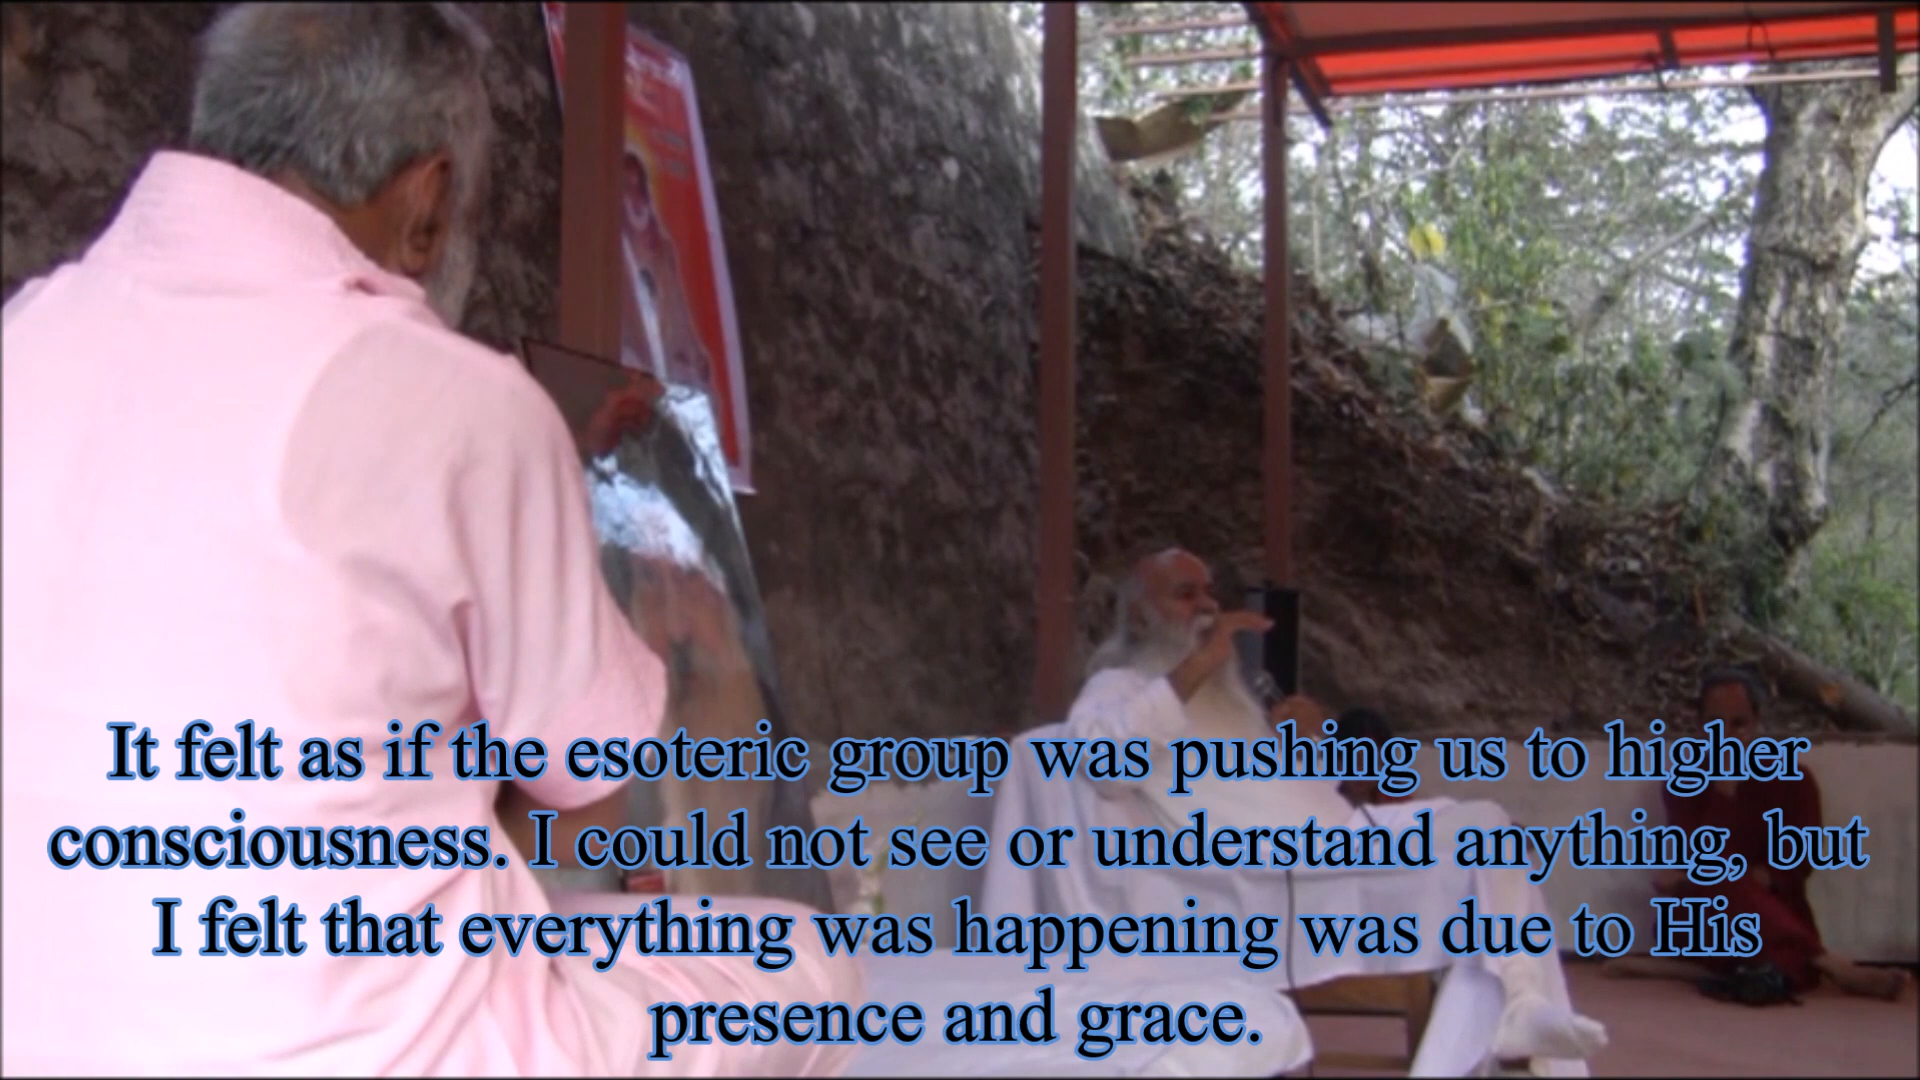 It felt as if the esoteric group was pushing us to higher
consciousness. I could not see or understand anything, but
I felt that everything was happening was due to His
presence and grace.